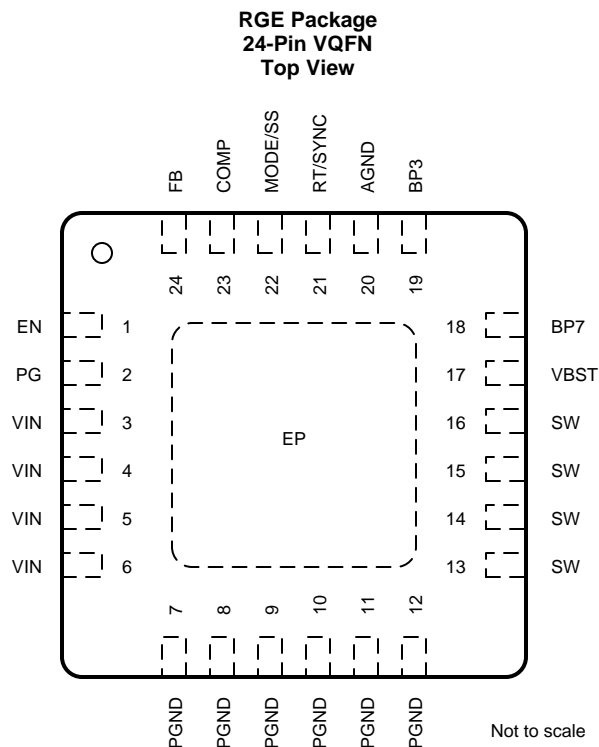 RGE Package
24-Pin VQFN
Top View
FB
COMP
MODE/SS
RT/SYNC
AGND
BP3
24
23
22
21
20
19
EN 1
PG 2
VIN 3
VIN 4
VIN 5
VIN 6
18 BP7
17 VBST
16 SW
15 SW
14 SW
13 SW
EP
7
8
9
10
11
12
PGND
PGND
PGND
PGND
PGND
PGND
Not to scale